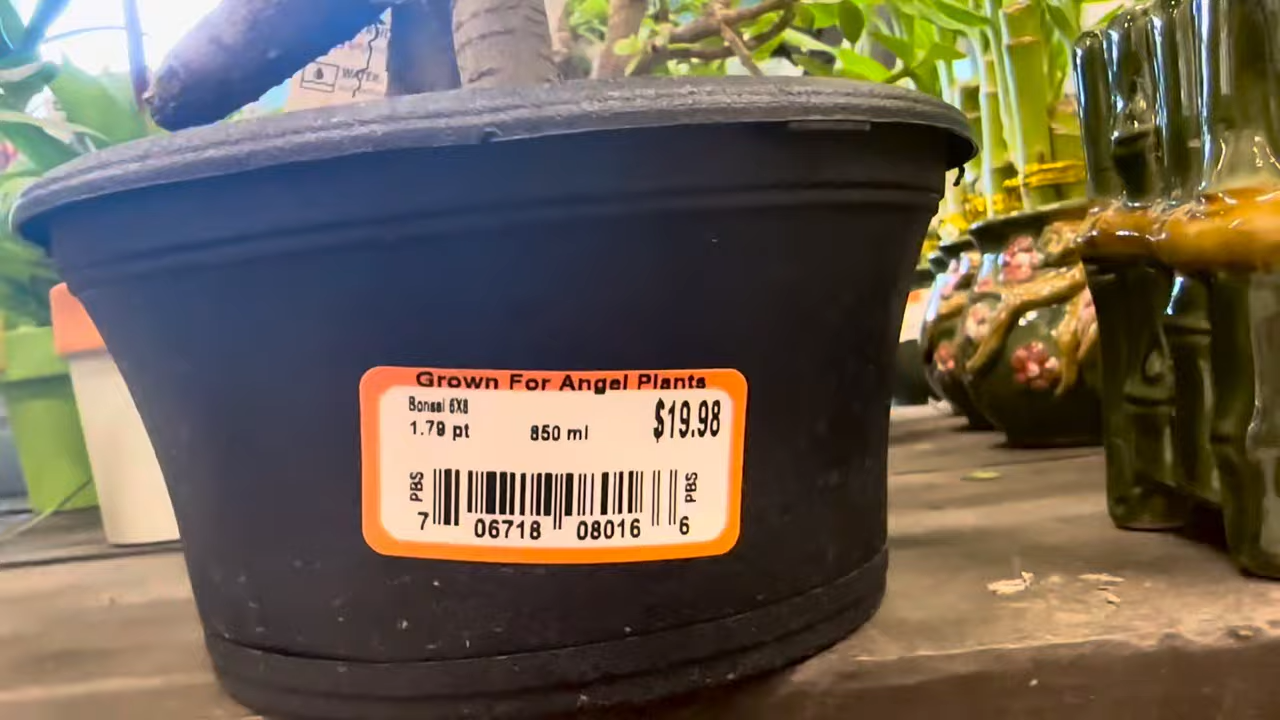 WATER
Grown For Angel Plants
Bonsai 6X8
1.79 pt 850 ml $19.98
PBS PBS
7 06718 08016 6